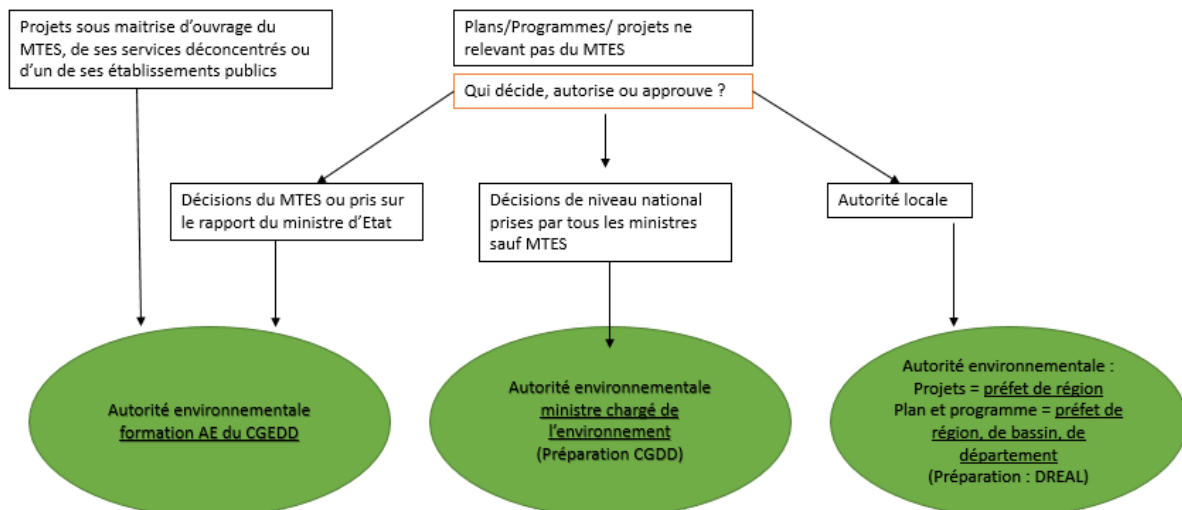 Projets sous maitrise d’ouvrage du
MTES, de ses services déconcentrés ou
d’un de ses établissements publics
Plans/Programmes/ projets ne
relevant pas du MTES
Qui décide, autorise ou approuve ?
Décisions du MTES ou pris sur
le rapport du ministre d’Etat
Décisions de niveau national
prises par tous les ministres
sauf MTES
Autorité locale
Autorité environnementale
formation AE du CGEDD
Autorité environnementale
ministre chargé de
l’environnement
(Préparation CGDD)
Autorité environnementale :
Projets = préfet de région
Plan et programme = préfet de
région, de bassin, de
département
(Préparation : DREAL)